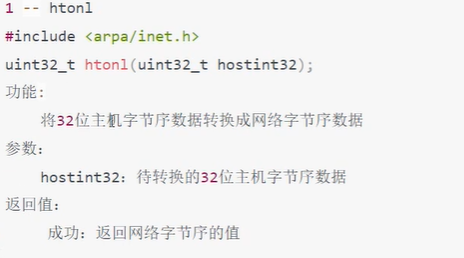 1 -- htonl
#include <arpa/inet.h>
uint32_t htonl(uint32_t hostint32);
功能:
将32位主机字节序数据转换成网络字节序数据
参数：
hostint32：待转换的32位主机字节序数据
返回值：
成功：返回网络字节序的值